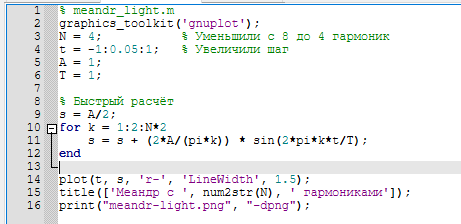 1 % meandr_light.m
2 graphics_toolkit('gnuplot');
3 N = 4; % Уменьшили с 8 до 4 гармоник
4 t = -1:0.05:1; % Увеличили шаг
5 A = 1;
6 T = 1;
7
8 % Быстрый расчёт
9 s = A/2;
10 for k = 1:2:N*2
11 s = s + (2*A/(pi*k)) * sin(2*pi*k*t/T);
12 end
13
14 plot(t, s, 'r-', 'LineWidth', 1.5);
15 title(['Меандр с ', num2str(N), ' гармониками']);
16 print("meandr-light.png", "-dpng");